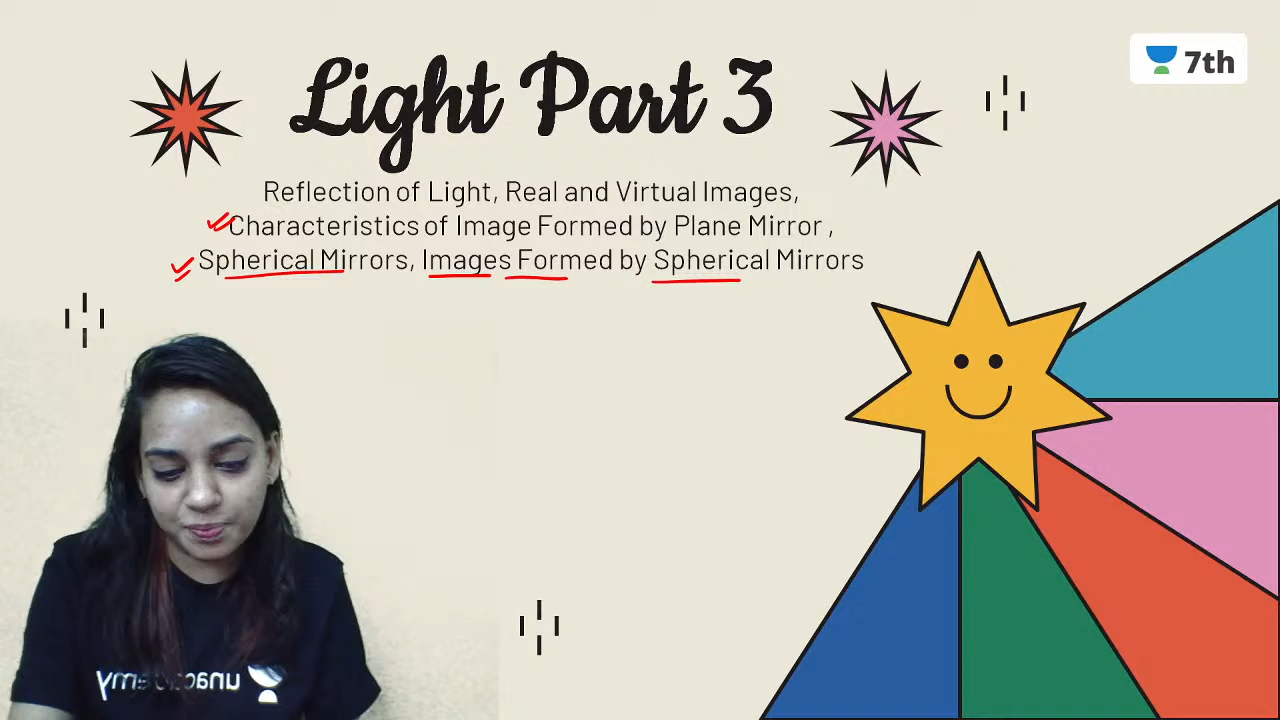 Light Part 3
7th
Reflection of Light, Real and Virtual Images,
Characteristics of Image Formed by Plane Mirror ,
Spherical Mirrors, Images Formed by Spherical Mirrors
unacademy